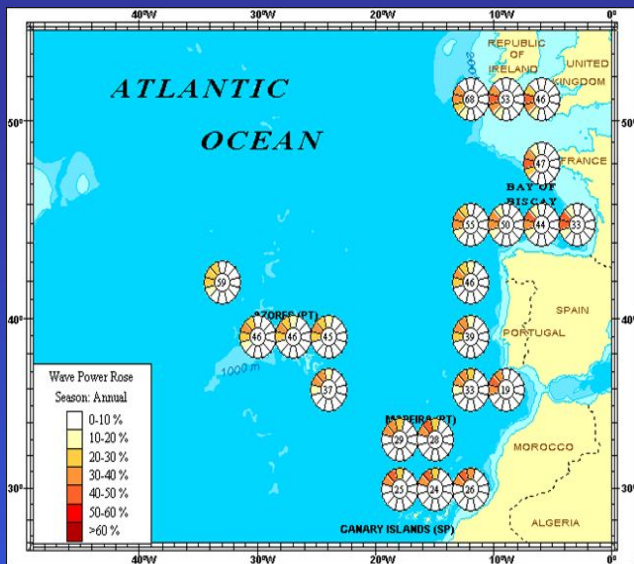 40°W 30°W 20°W 10°W 0°
ATLANTIC
OCEAN
REPUBLIC
OF
IRELAND
UNITED
KINGDOM
200
68 53 46
50° 50°
47
FRANCE
BAY OF
BISCAY
55 50 44 33
59
46
SPAIN
AZORES (PT)
40° 40°
46 46 45
39
PORTUGAL
1000 m
37
33 19
MADEIRA (PT)
29 28
MOROCCO
30° 30°
25 24 26
CANARY ISLANDS (SP)
ALGERIA
Wave Power Rose
Season: Annual
0-10 %
10-20 %
20-30 %
30-40 %
40-50 %
50-60 %
>60 %
40°W 30°W 20°W 10°W 0°